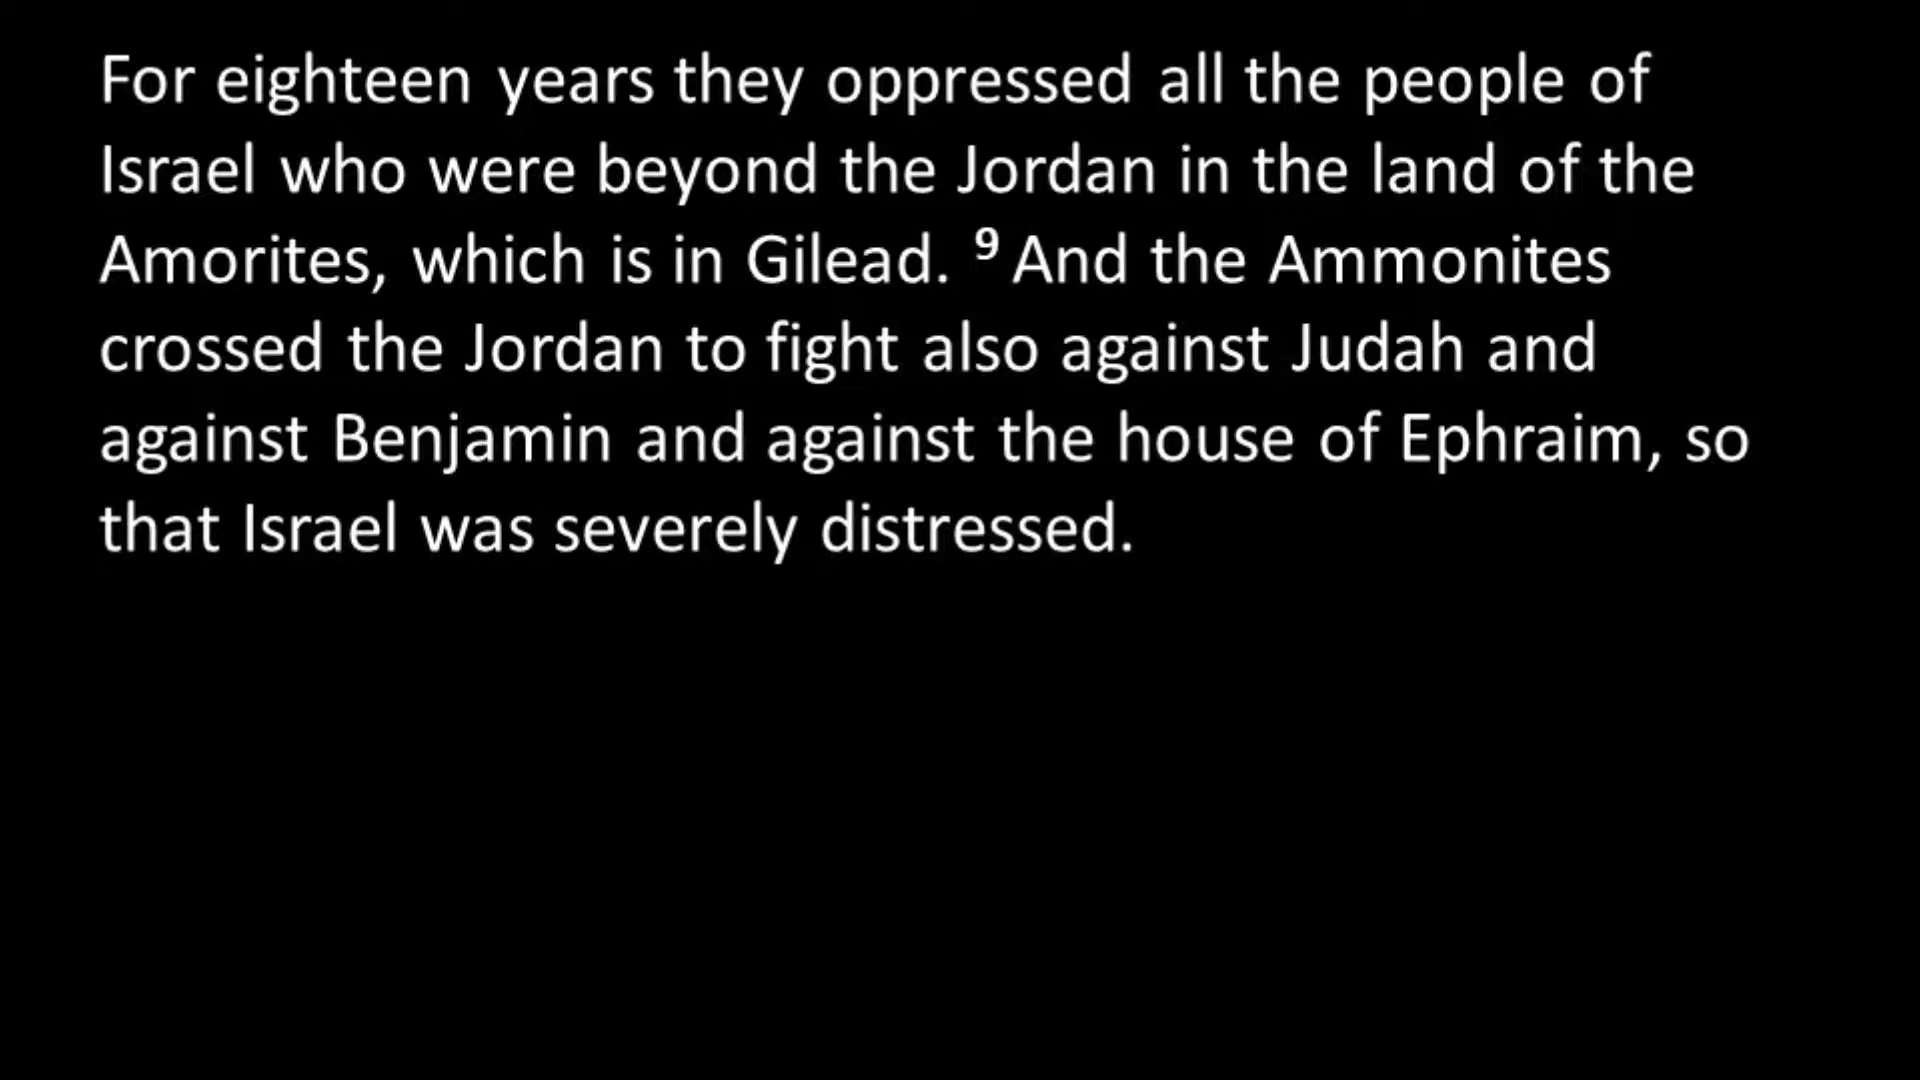 For eighteen years they oppressed all the people of
Israel who were beyond the Jordan in the land of the
Amorites, which is in Gilead. ⁹ And the Ammonites
crossed the Jordan to fight also against Judah and
against Benjamin and against the house of Ephraim, so
that Israel was severely distressed.